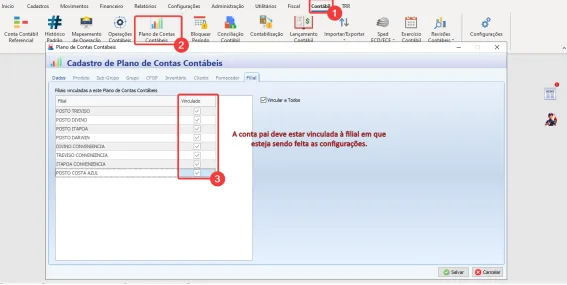 Início Cadastros Movimentos Financeiro Relatórios Configurações Administração Utilitários Fiscal Contábil TRR
1
Conta Contábil Referencial
Histórico Padrão
Mapeamento de Operação
Operações Contábeis
Plano de Contas Contábeis
Bloquear Período
Conciliação Contábil
Contabilização
Lançamento Contábil
Importar/Exportar
Sped ECD/ECF
Exercício Contábil
Revisões Contábeis
Configurações
2
Plano de Contas Contábeis
Cadastro de Plano de Contas Contábeis
Dados Produto Sub-Grupo Grupo CFOP Inventário Cliente Fornecedor Filial
Filiais vinculadas a este Plano de Contas Contábeis
Filial Vinculado
Vincular a Todos
POSTO TREVISO
POSTO DIVINO
POSTO ITAPOA
POSTO DARWIN
DIVINO CONVENIENCIA
TREVISO CONVENIENCIA
ITAPOA CONVENIENCIA
POSTO COSTA AZUL
3
A conta pai deve estar vinculada à filial em que
esteja sendo feita as configurações.
Salvar Cancelar